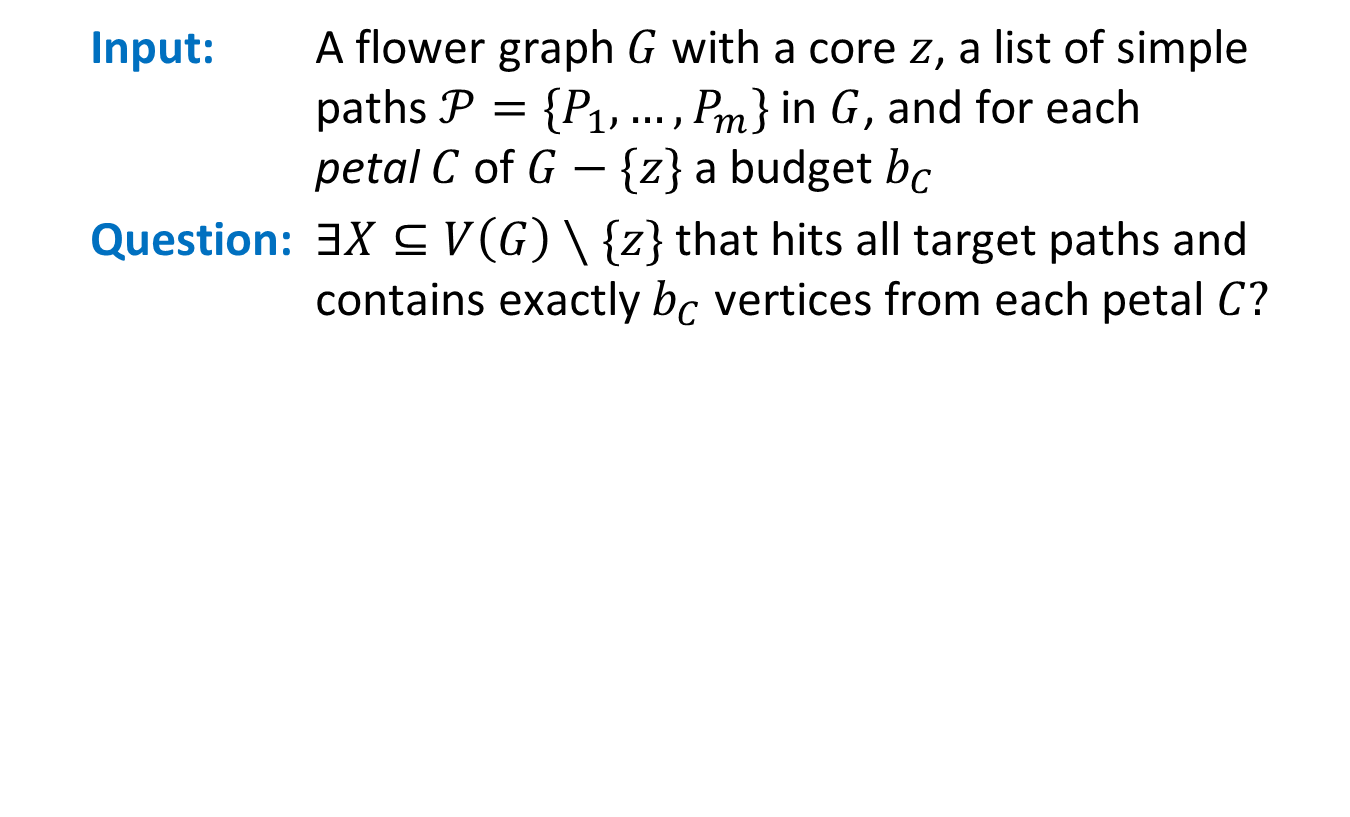 Input: A flower graph 𝐺 with a core 𝑧, a list of simple
paths 𝒫 = {𝑃₁, … , 𝑃ₘ} in 𝐺, and for each
petal 𝐶 of 𝐺 − {𝑧} a budget 𝑏_𝐶
Question: ∃𝑋 ⊆ 𝑉(𝐺) ∖ {𝑧} that hits all target paths and
contains exactly 𝑏_𝐶 vertices from each petal 𝐶?